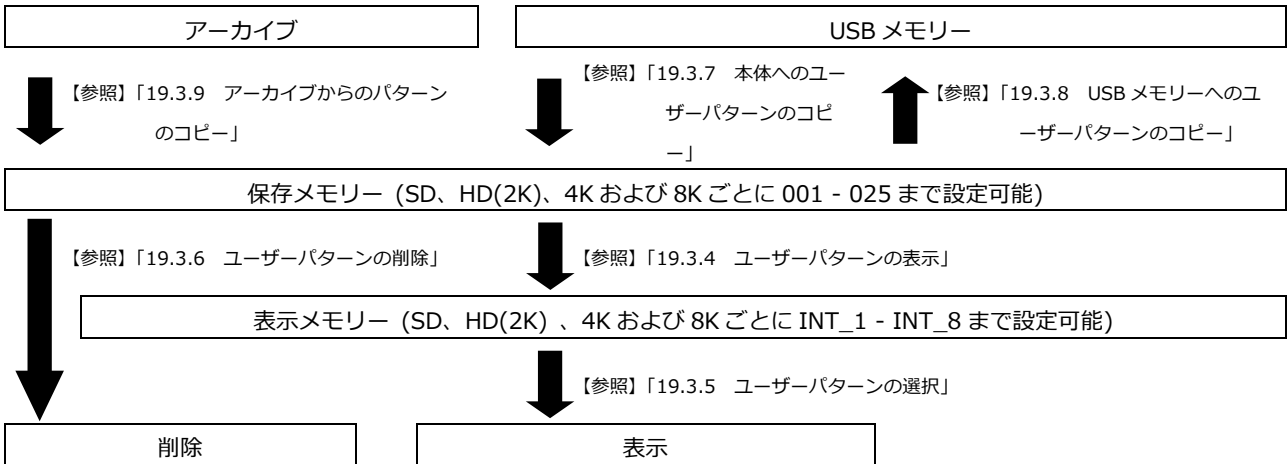 アーカイブ
USB メモリー
【参照】「19.3.9　アーカイブからのパターン
のコピー」
【参照】「19.3.7　本体へのユー
ザーパターンのコピ
ー」
【参照】「19.3.8　USB メモリーへのユ
ーザーパターンのコピー」
保存メモリー (SD、HD(2K)、4K および 8K ごとに 001 - 025 まで設定可能)
【参照】「19.3.6　ユーザーパターンの削除」
【参照】「19.3.4　ユーザーパターンの表示」
表示メモリー (SD、HD(2K) 、4K および 8K ごとに INT_1 - INT_8 まで設定可能)
【参照】「19.3.5　ユーザーパターンの選択」
削除
表示